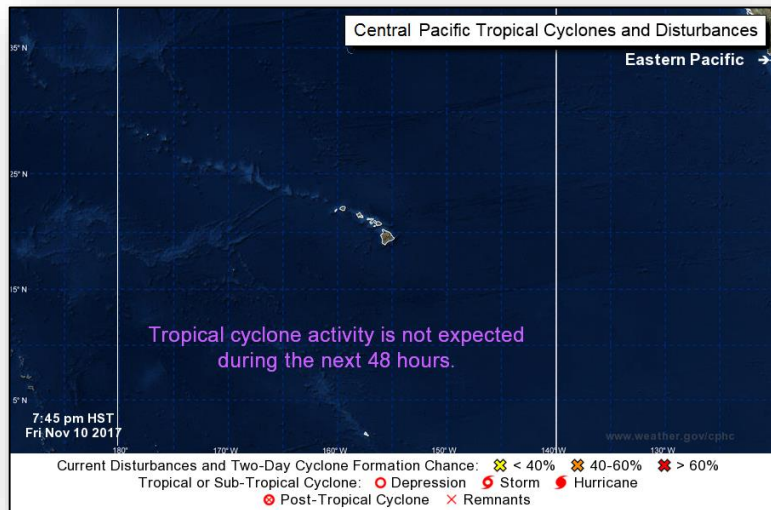 Central Pacific Tropical Cyclones and Disturbances
35° N
Eastern Pacific →
25° N
15° N
Tropical cyclone activity is not expected
during the next 48 hours.
5° N
7:45 pm HST
Fri Nov 10 2017
www.weather.gov/cphc
180° 170°W 160°W 150°W 140°W 130°W
Current Disturbances and Two-Day Cyclone Formation Chance: < 40% 40-60% > 60%
Tropical or Sub-Tropical Cyclone: Depression Storm Hurricane
Post-Tropical Cyclone Remnants